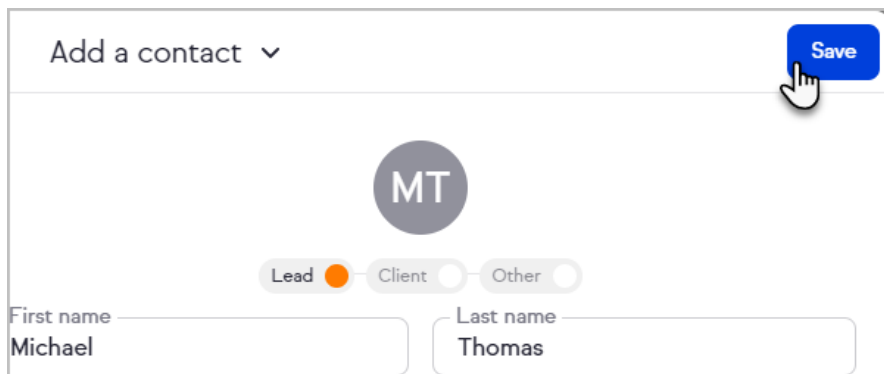 Add a contact
Save
MT
Lead Client Other
First name Last name
Michael Thomas